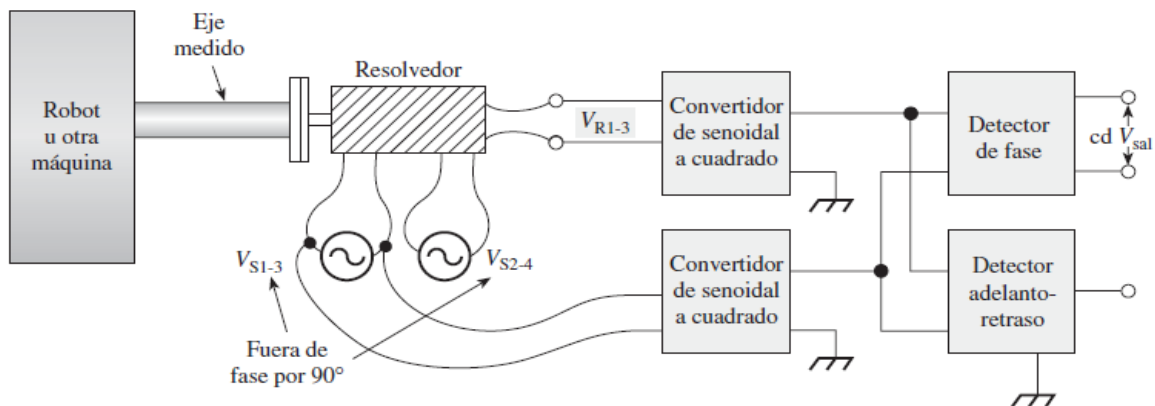 Eje
medido
Resolvedor
Robot
u otra
máquina
V_R1-3
Convertidor
de senoidal
a cuadrado
Detector
de fase
cd V_sal
V_S1-3
V_S2-4
Convertidor
de senoidal
a cuadrado
Detector
adelanto-
retraso
Fuera de
fase por 90°